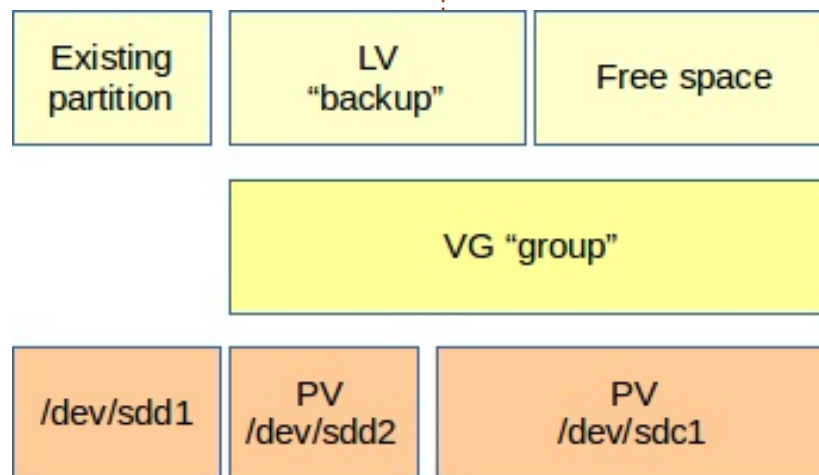 Existing
partition
LV
“backup”
Free space
VG “group”
/dev/sdd1
PV
/dev/sdd2
PV
/dev/sdc1